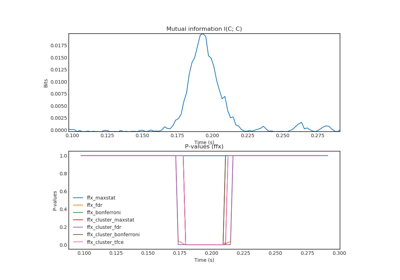 Mutual information I(C; C)
0.0175
0.0150
0.0125
0.0100
0.0075
0.0050
0.0025
0.0000
Bits
0.100 0.125 0.150 0.175 0.200 0.225 0.250 0.275
Time (s)
P-values (ffx)
1.0
0.8
0.6
0.4
0.2
0.0
P-values
ffx_maxstat
ffx_fdr
ffx_bonferroni
ffx_cluster_maxstat
ffx_cluster_fdr
ffx_cluster_bonferroni
ffx_cluster_tfce
0.100 0.125 0.150 0.175 0.200 0.225 0.250 0.275 0.300
Time (s)